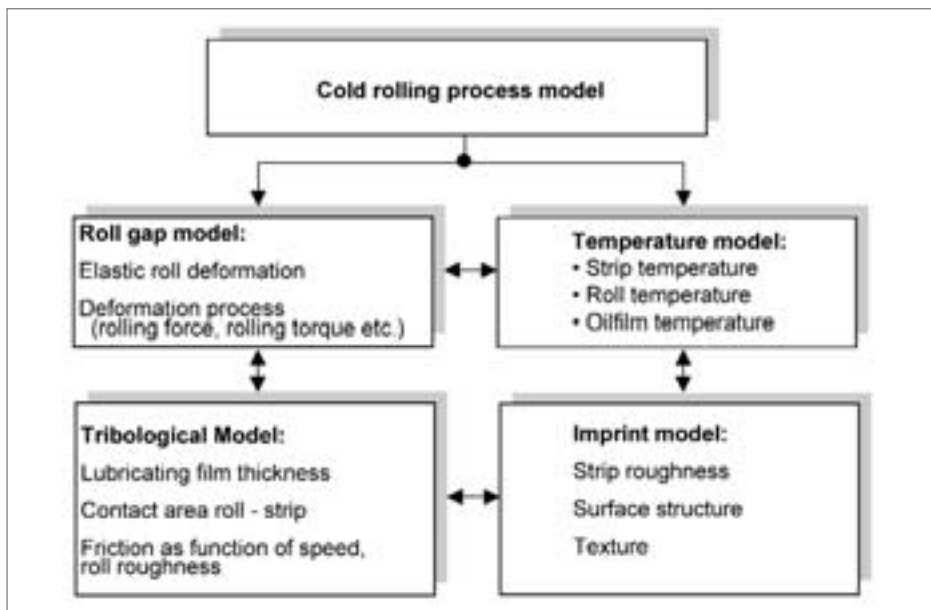 Cold rolling process model
Roll gap model:
Elastic roll deformation
Deformation process
(rolling force, rolling torque etc.)
Temperature model:
• Strip temperature
• Roll temperature
• Oilfilm temperature
Tribological Model:
Lubricating film thickness
Contact area roll - strip
Friction as function of speed,
roll roughness
Imprint model:
Strip roughness
Surface structure
Texture